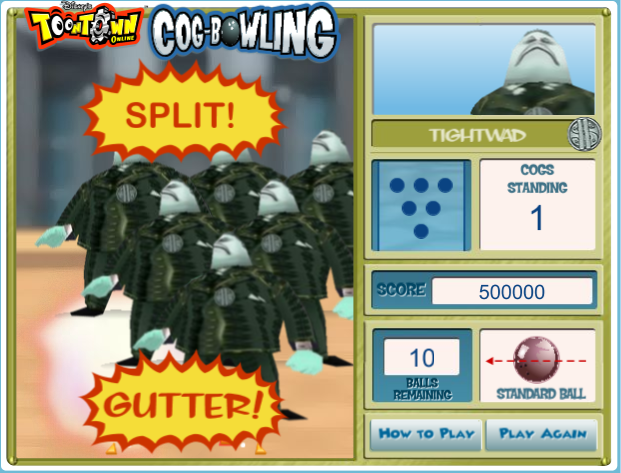 Disney's
TOONTOWN
ONLINE
COG-BOWLING
SPLIT!
GUTTER!
TIGHTWAD
COGS
STANDING
1
SCORE
500000
10
BALLS
REMAINING
STANDARD BALL
HOW TO PLAY
PLAY AGAIN